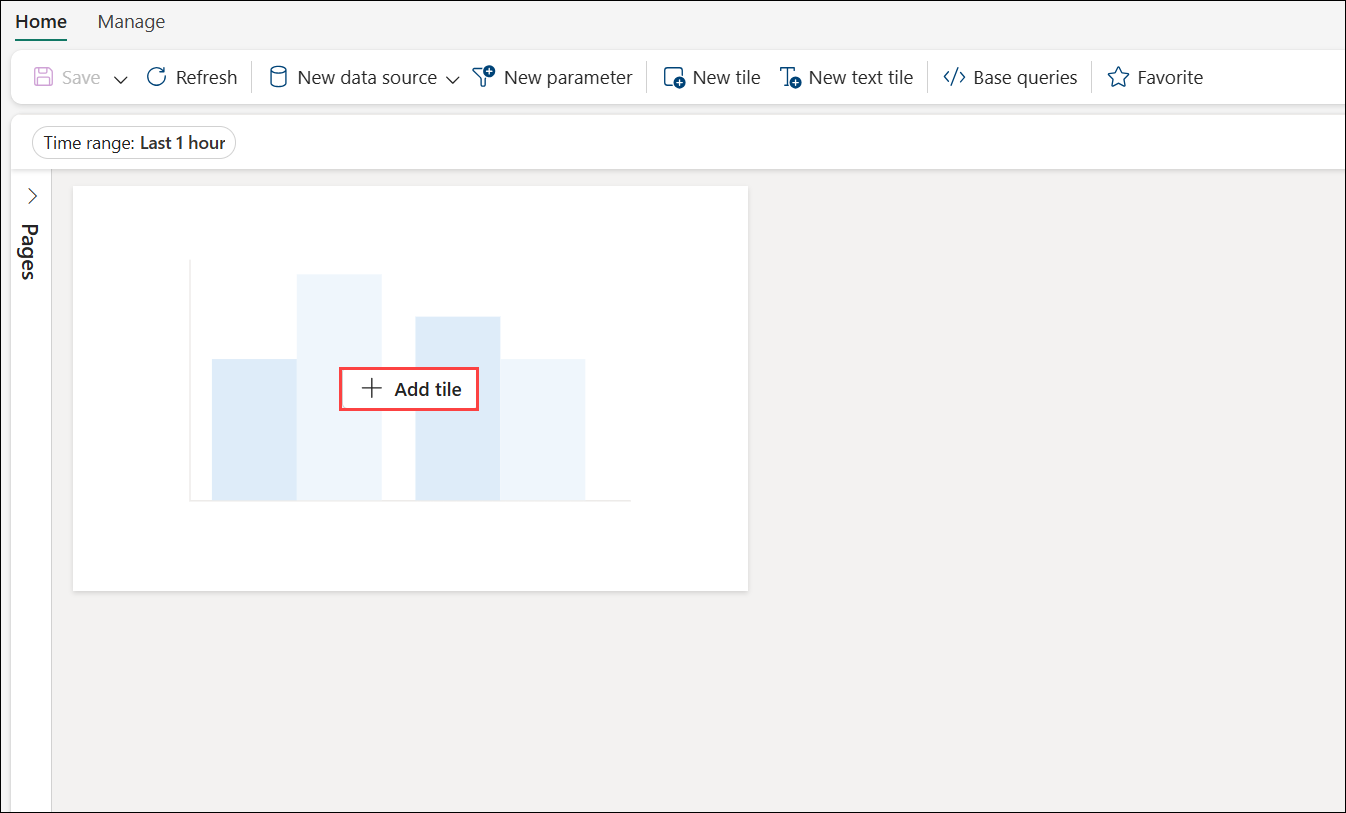 Home Manage
Save Refresh New data source New parameter New tile New text tile Base queries Favorite
Time range: Last 1 hour
Pages
Add tile